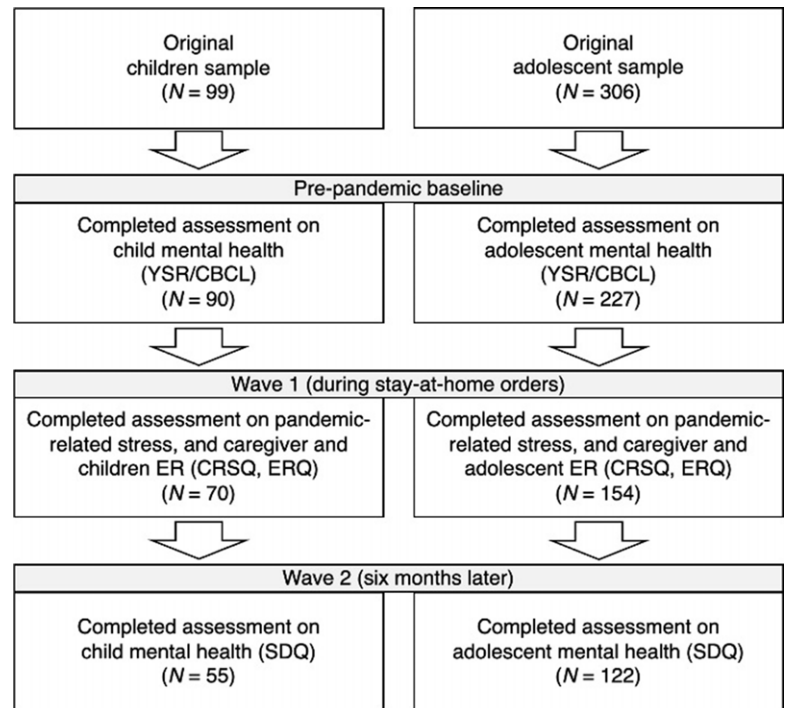 Original
children sample
(N = 99)
Original
adolescent sample
(N = 306)
Pre-pandemic baseline
Completed assessment on
child mental health
(YSR/CBCL)
(N = 90)
Completed assessment on
adolescent mental health
(YSR/CBCL)
(N = 227)
Wave 1 (during stay-at-home orders)
Completed assessment on pandemic-
related stress, and caregiver and
children ER (CRSQ, ERQ)
(N = 70)
Completed assessment on pandemic-
related stress, and caregiver and
adolescent ER (CRSQ, ERQ)
(N = 154)
Wave 2 (six months later)
Completed assessment on
child mental health (SDQ)
(N = 55)
Completed assessment on
adolescent mental health (SDQ)
(N = 122)